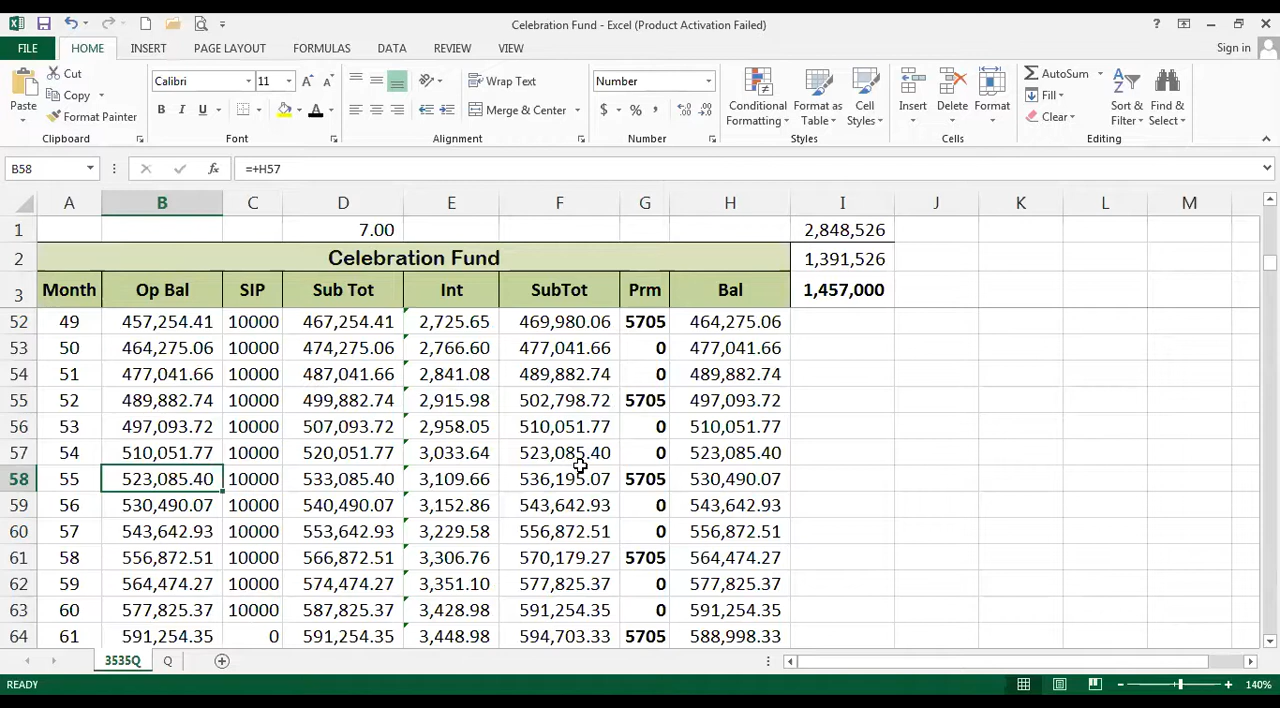 Celebration Fund - Excel (Product Activation Failed)
FILE HOME INSERT PAGE LAYOUT FORMULAS DATA REVIEW VIEW Sign in
Paste Cut Copy Format Painter
Calibri 11
B I U
Wrap Text
Merge & Center
Number
$ % ,
Conditional Formatting Format as Table Cell Styles
Insert Delete Format
AutoSum Fill Clear
Sort & Filter Find & Select
Clipboard Font Alignment Number Styles Cells Editing
B58 fx =+H57
A B C D E F G H I J K L M
1 7.00 2,848,526
2 Celebration Fund 1,391,526
3 Month Op Bal SIP Sub Tot Int SubTot Prm Bal 1,457,000
52 49 457,254.41 10000 467,254.41 2,725.65 469,980.06 5705 464,275.06
53 50 464,275.06 10000 474,275.06 2,766.60 477,041.66 0 477,041.66
54 51 477,041.66 10000 487,041.66 2,841.08 489,882.74 0 489,882.74
55 52 489,882.74 10000 499,882.74 2,915.98 502,798.72 5705 497,093.72
56 53 497,093.72 10000 507,093.72 2,958.05 510,051.77 0 510,051.77
57 54 510,051.77 10000 520,051.77 3,033.64 523,085.40 0 523,085.40
58 55 523,085.40 10000 533,085.40 3,109.66 536,195.07 5705 530,490.07
59 56 530,490.07 10000 540,490.07 3,152.86 543,642.93 0 543,642.93
60 57 543,642.93 10000 553,642.93 3,229.58 556,872.51 0 556,872.51
61 58 556,872.51 10000 566,872.51 3,306.76 570,179.27 5705 564,474.27
62 59 564,474.27 10000 574,474.27 3,351.10 577,825.37 0 577,825.37
63 60 577,825.37 10000 587,825.37 3,428.98 591,254.35 0 591,254.35
64 61 591,254.35 0 591,254.35 3,448.98 594,703.33 5705 588,998.33
3535Q Q
READY 140%